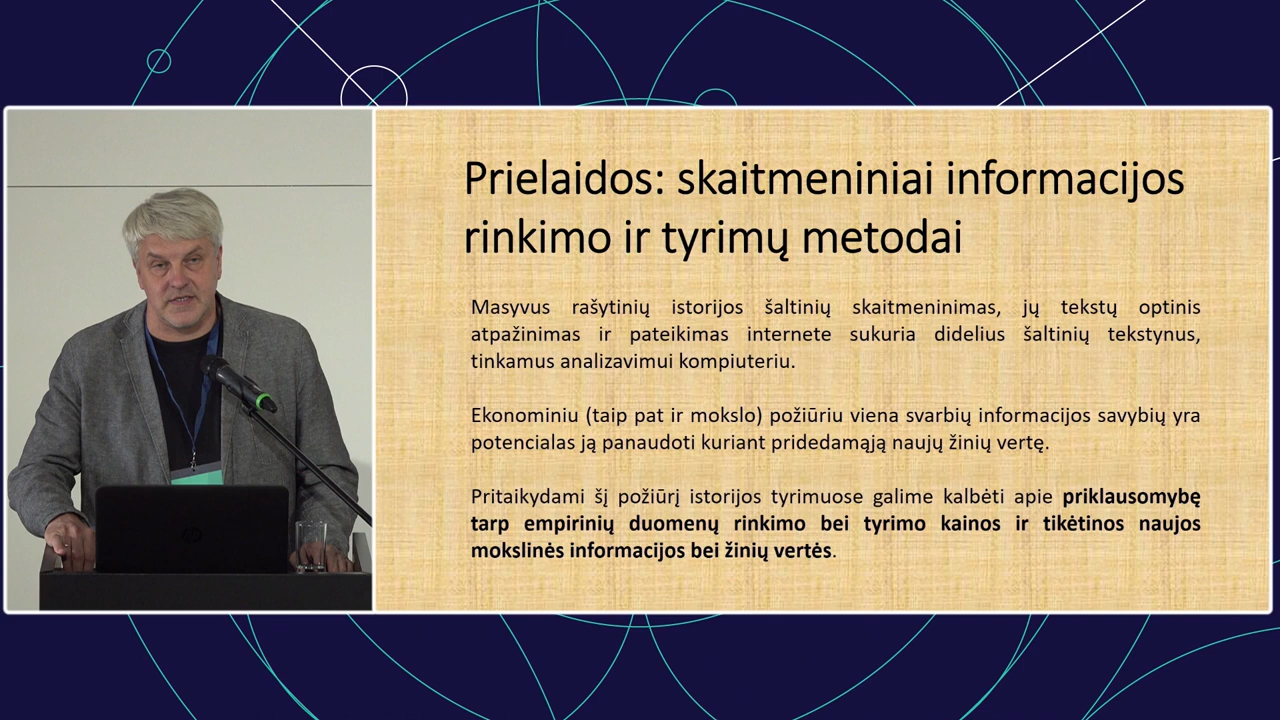 Prielaidos: skaitmeniniai informacijos
rinkimo ir tyrimų metodai
Masyvus rašytinių istorijos šaltinių skaitmeninimas, jų tekstų optinis
atpažinimas ir pateikimas internete sukuria didelius šaltinių tekstynus,
tinkamus analizavimui kompiuteriu.
Ekonominiu (taip pat ir mokslo) požiūriu viena svarbių informacijos savybių yra
potencialas ją panaudoti kuriant pridedamąją naujų žinių vertę.
Pritaikydami šį požiūrį istorijos tyrimuose galime kalbėti apie priklausomybę
tarp empirinių duomenų rinkimo bei tyrimo kainos ir tikėtinos naujos
mokslinės informacijos bei žinių vertės.